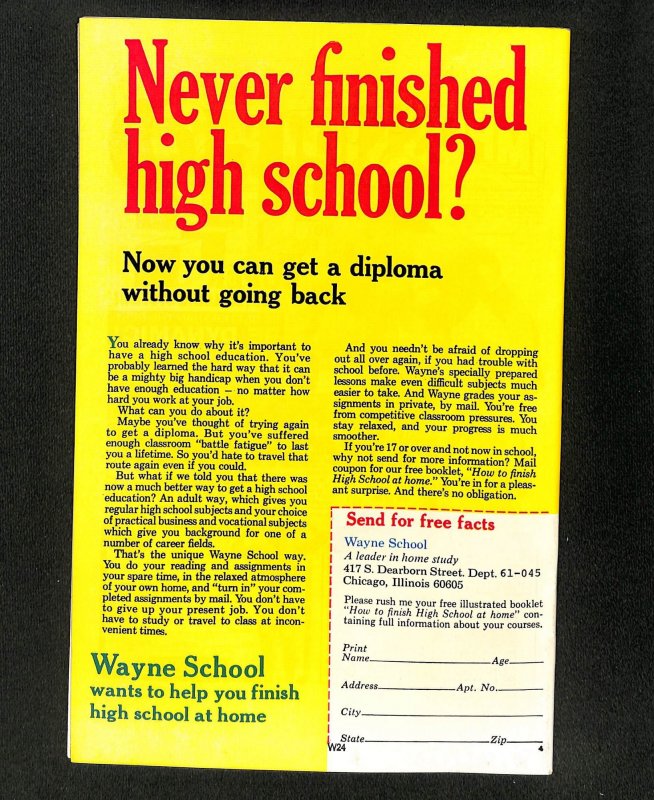 Never finished
high school?
Now you can get a diploma
without going back
You already know why it's important to
have a high school education. You've
probably learned the hard way that it can
be a mighty big handicap when you don't
have enough education – no matter how
hard you work at your job.
What can you do about it?
Maybe you've thought of trying again
to get a diploma. But you've suffered
enough classroom "battle fatigue" to last
you a lifetime. So you'd hate to travel that
route again even if you could.
But what if we told you that there was
now a much better way to get a high school
education? An adult way, which gives you
regular high school subjects and your choice
of practical business and vocational subjects
which give you background for one of a
number of career fields.
That's the unique Wayne School way.
You do your reading and assignments in
your spare time, in the relaxed atmosphere
of your own home, and "turn in" your com-
pleted assignments by mail. You don't have
to give up your present job. You don't
have to study or travel to class at incon-
venient times.
Wayne School
wants to help you finish
high school at home
And you needn't be afraid of dropping
out all over again, if you had trouble with
school before. Wayne's specially prepared
lessons make even difficult subjects much
easier to take. And Wayne grades your as-
signments in private, by mail. You're free
from competitive classroom pressures. You
stay relaxed, and your progress is much
smoother.
If you're 17 or over and not now in school,
why not send for more information? Mail
coupon for our free booklet, "How to finish
High School at home." You're in for a pleas-
ant surprise. And there's no obligation.
Send for free facts
Wayne School
A leader in home study
417 S. Dearborn Street. Dept. 61-045
Chicago, Illinois 60605
Please rush me your free illustrated booklet
"How to finish High School at home" con-
taining full information about your courses.
Print
Name Age
Address Apt. No.
City
State Zip
W24 4